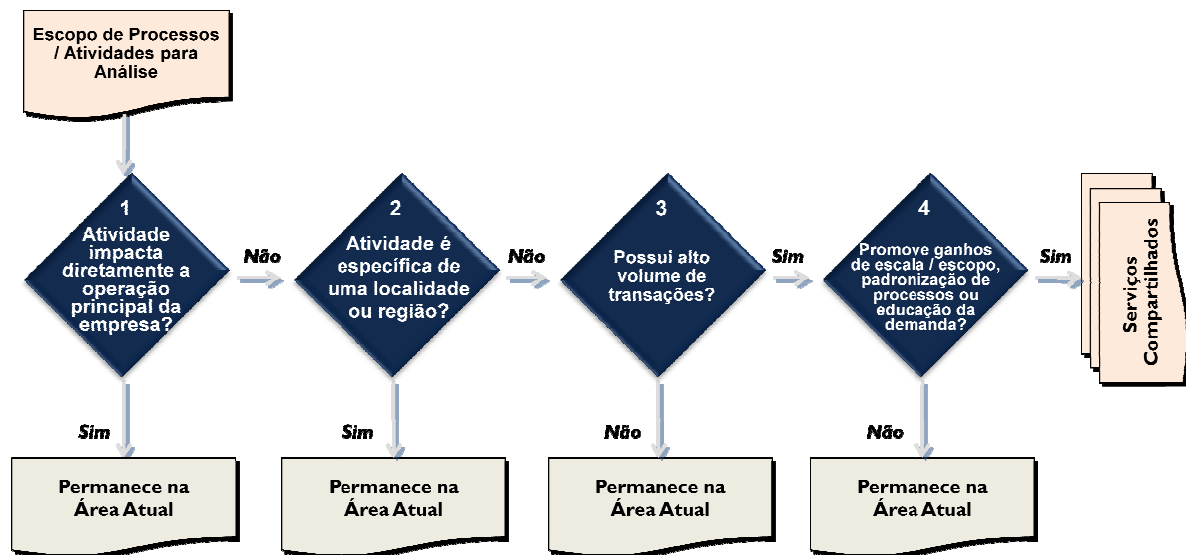 Escopo de Processos
/ Atividades para
Análise
1
Atividade
impacta
diretamente a
operação
principal da
empresa?
Não
2
Atividade é
específica de
uma localidade
ou região?
Não
3
Possui alto
volume de
transações?
Sim
4
Promove ganhos
de escala / escopo,
padronização de
processos ou
educação da
demanda?
Sim
Serviços
Compartilhados
Sim
Sim
Não
Não
Permanece na
Área Atual
Permanece na
Área Atual
Permanece na
Área Atual
Permanece na
Área Atual